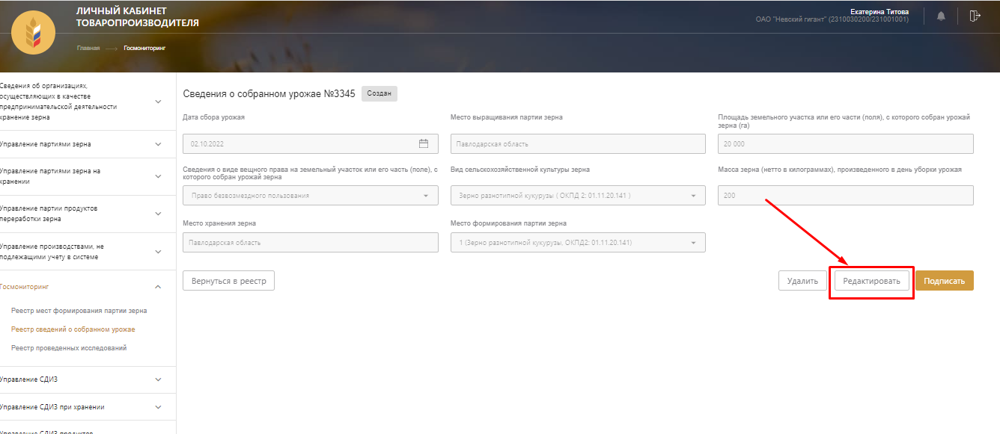 ЛИЧНЫЙ КАБИНЕТ
ТОВАРОПРОИЗВОДИТЕЛЯ
Екатерина Титова
ОАО "Невский гигант" (2310030200/231001001)
Главная
Госмониторинг
Сведения об организациях,
осуществляющих в качестве
предпринимательской деятельности
хранение зерна
Управление партиями зерна
Управление партиями зерна на
хранении
Управление партии продуктов
переработки зерна
Управление производствами, не
подлежащими учету в системе
Госмониторинг
Реестр мест формирования партии зерна
Реестр сведений о собранном урожае
Реестр проведенных исследований
Управление СДИЗ
Управление СДИЗ при хранении
Управление СДИЗ продуктов
Сведения о собранном урожае №3345
Создан
Дата сбора урожая
02.10.2022
Место выращивания партии зерна
Павлодарская область
Площадь земельного участка или его части (поля), с которого собран урожай
зерна (га)
20 000
Сведения о виде вещного права на земельный участок или его часть (поле), с
которого собран урожай зерна
Право безвозмездного пользования
Вид сельскохозяйственной культуры зерна
Зерно разнотипной кукурузы ( ОКПД 2: 01.11.20.141 )
Масса зерна (нетто в килограммах), произведенного в день уборки урожая
200
Место хранения зерна
Павлодарская область
Место формирования партии зерна
1 (Зерно разнотипной кукурузы, ОКПД2: 01.11.20.141)
Вернуться в реестр
Удалить
Редактировать
Подписать